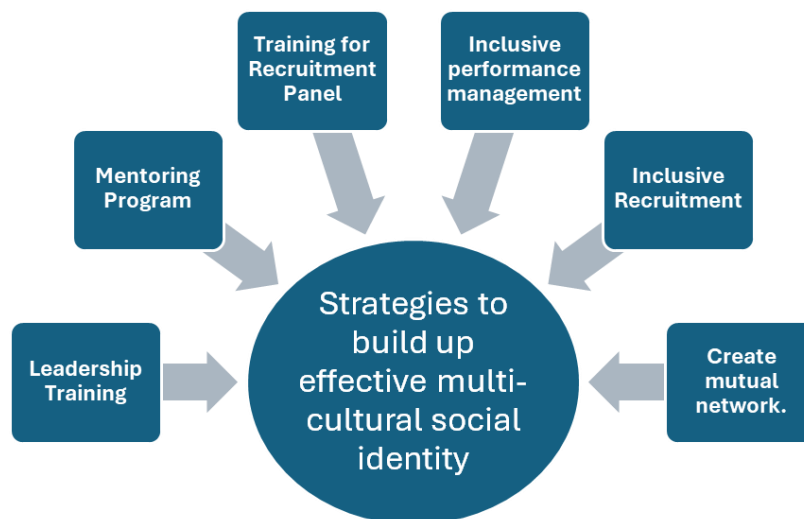 Training for
Recruitment
Panel
Inclusive
performance
management
Mentoring
Program
Inclusive
Recruitment
Leadership
Training
Create
mutual
network.
Strategies to
build up
effective multi-
cultural social
identity